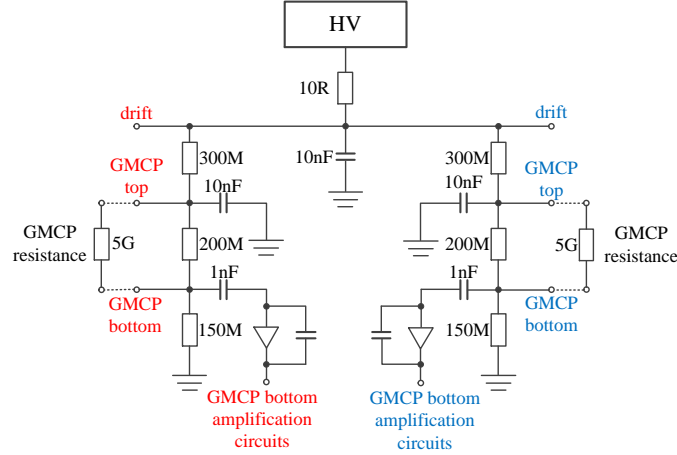 HV
10R
drift
drift
300M
10nF
300M
GMCP
top
10nF
10nF
GMCP
top
GMCP
resistance
5G
200M
200M
5G
GMCP
resistance
1nF
1nF
GMCP
bottom
150M
150M
GMCP
bottom
GMCP bottom
amplification
circuits
GMCP bottom
amplification
circuits